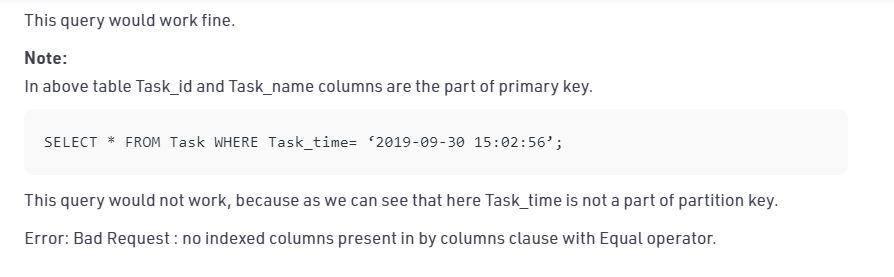 This query would work fine.
Note:
In above table Task_id and Task_name columns are the part of primary key.
SELECT * FROM Task WHERE Task_time= ‘2019-09-30 15:02:56’;
This query would not work, because as we can see that here Task_time is not a part of partition key.
Error: Bad Request : no indexed columns present in by columns clause with Equal operator.